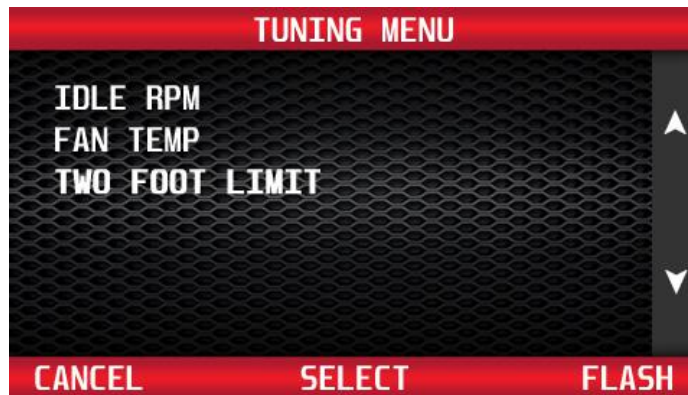 TUNING MENU
IDLE RPM
FAN TEMP
TWO FOOT LIMIT
CANCEL SELECT FLASH